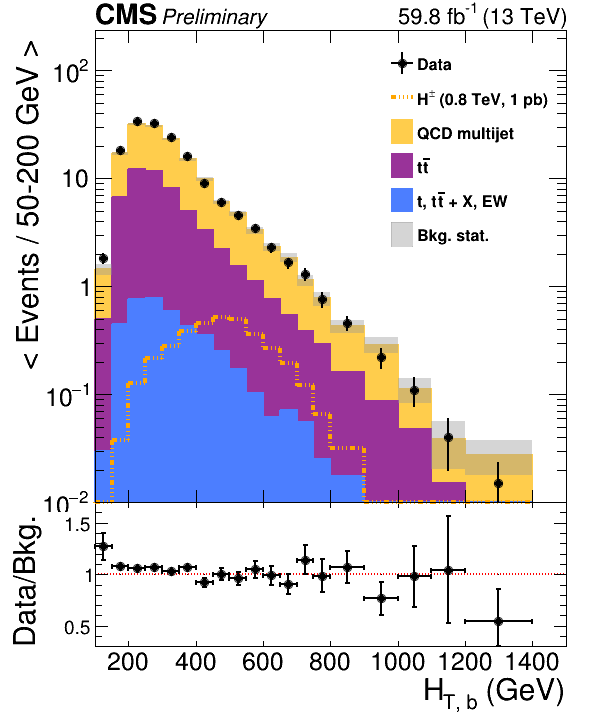 CMS Preliminary 59.8 fb⁻¹ (13 TeV)
< Events / 50-200 GeV >
10²
10
1
10⁻¹
10⁻²
Data
H± (0.8 TeV, 1 pb)
QCD multijet
tt̄
t, tt̄ + X, EW
Bkg. stat.
Data/Bkg.
1.5
1
0.5
200 400 600 800 1000 1200 1400
H_T, b (GeV)